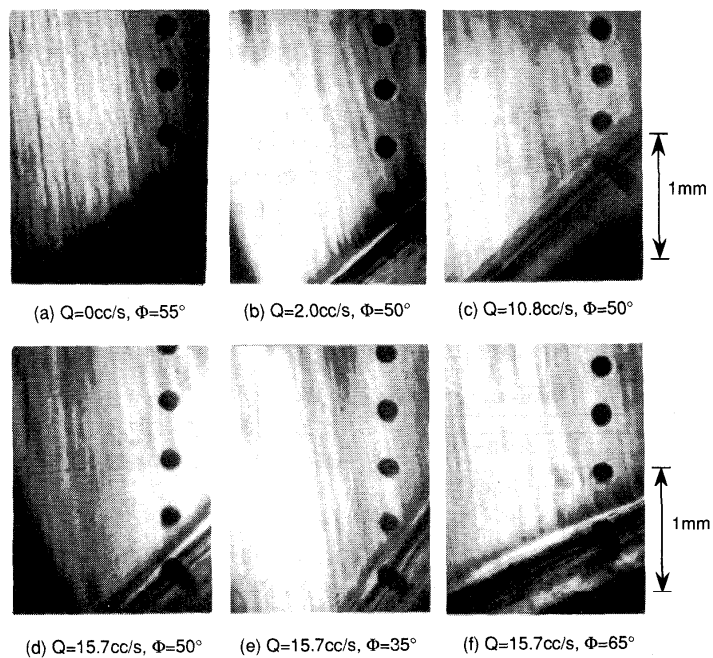 1mm
(a) Q=0cc/s, Φ=55°
(b) Q=2.0cc/s, Φ=50°
(c) Q=10.8cc/s, Φ=50°
1mm
(d) Q=15.7cc/s, Φ=50°
(e) Q=15.7cc/s, Φ=35°
(f) Q=15.7cc/s, Φ=65°